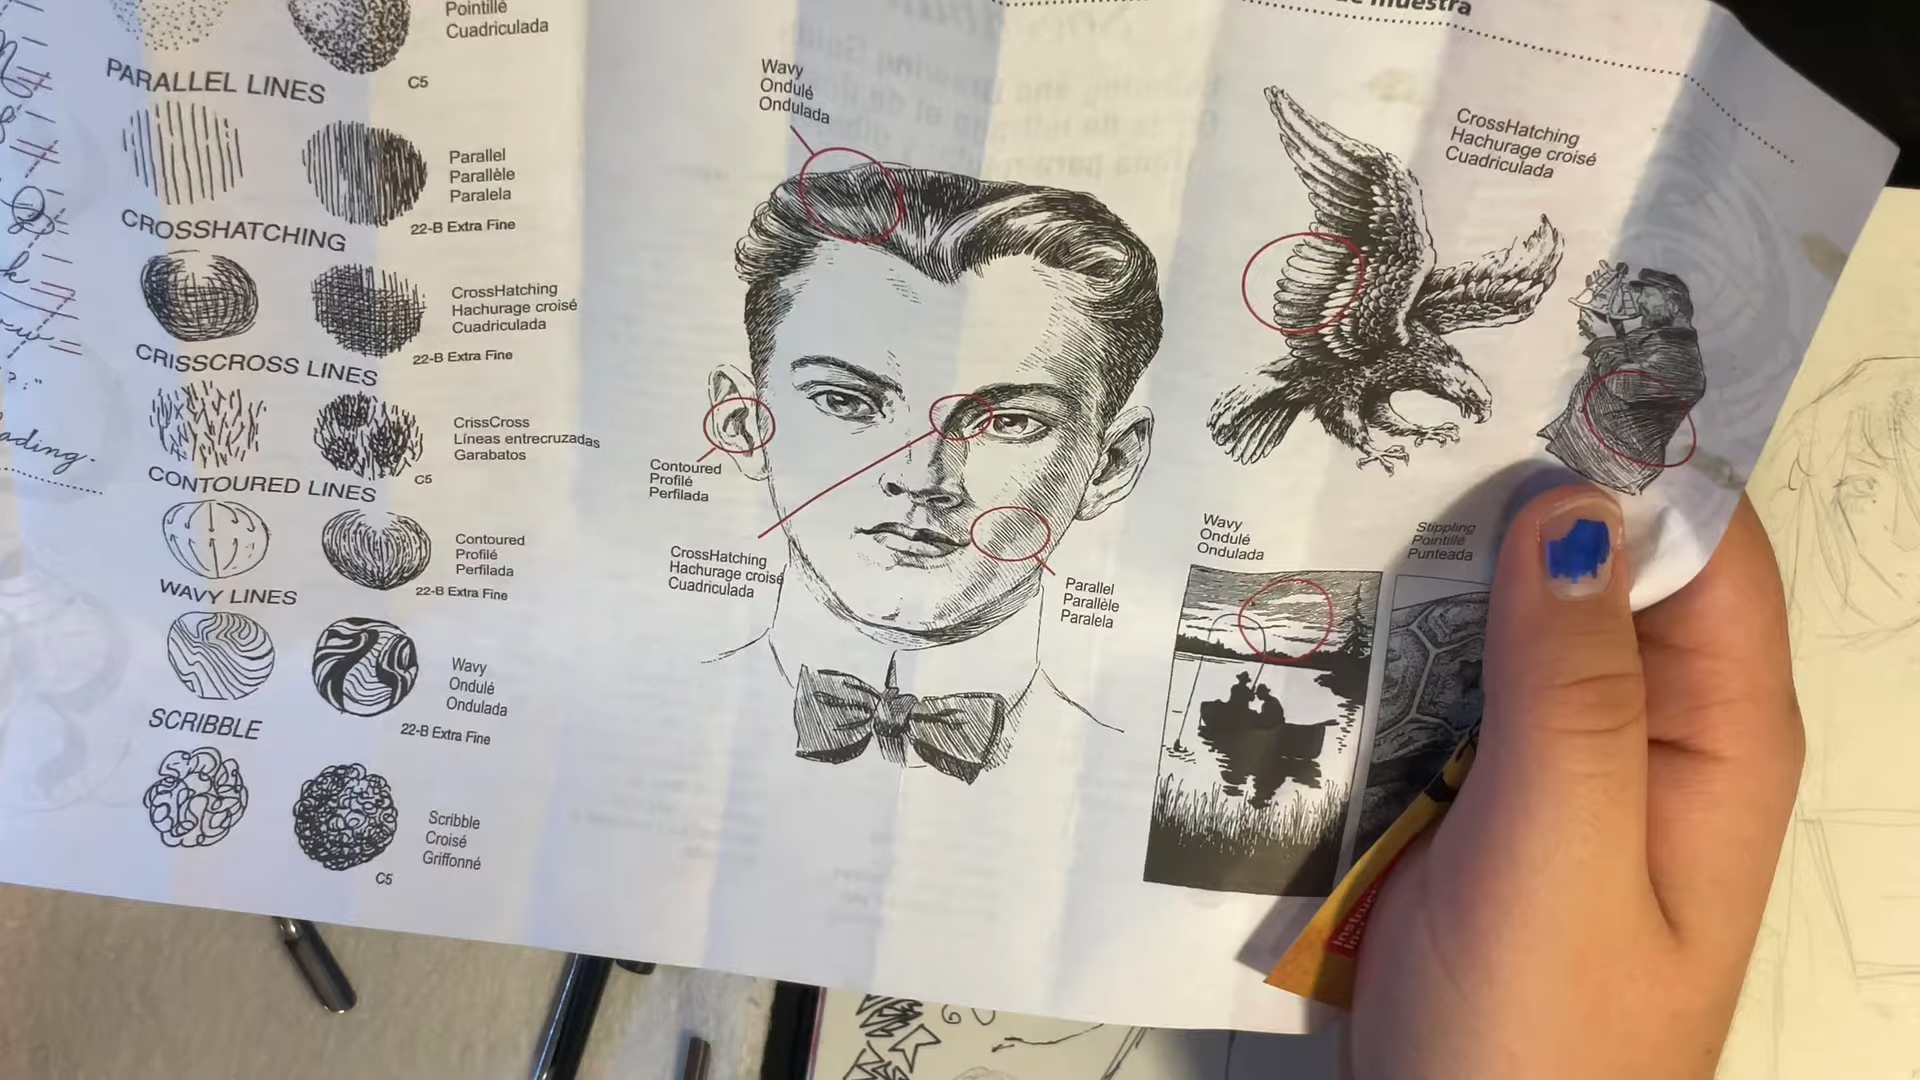 Pointillé
Cuadriculada
C5
PARALLEL LINES
Parallel
Parallèle
Paralela
22-B Extra Fine
CROSSHATCHING
CrossHatching
Hachurage croisé
Cuadriculada
22-B Extra Fine
CRISSCROSS LINES
CrissCross
Líneas entrecruzadas
Garabatos
C5
CONTOURED LINES
Contoured
Profilé
Perfilada
22-B Extra Fine
WAVY LINES
Wavy
Ondulé
Ondulada
22-B Extra Fine
SCRIBBLE
Scribble
Croisé
Griffonné
C5
ading.
muestra
Wavy
Ondulé
Ondulada
Contoured
Profilé
Perfilada
CrossHatching
Hachurage croisé
Cuadriculada
Parallel
Parallèle
Paralela
CrossHatching
Hachurage croisé
Cuadriculada
Wavy
Ondulé
Ondulada
Stippling
Pointillé
Punteada